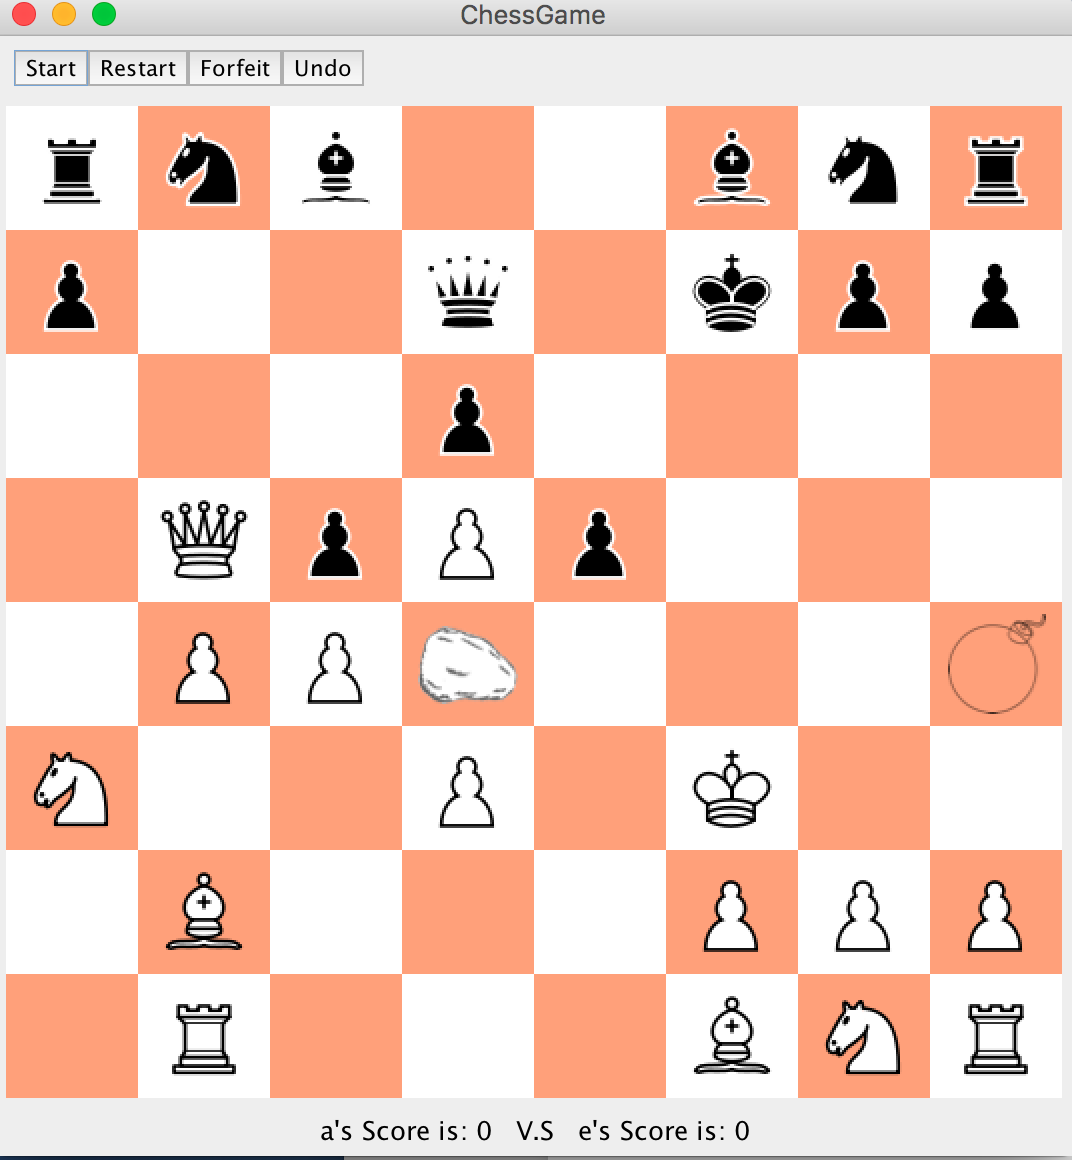 ChessGame
Start Restart Forfeit Undo
a's Score is: 0 V.S e's Score is: 0